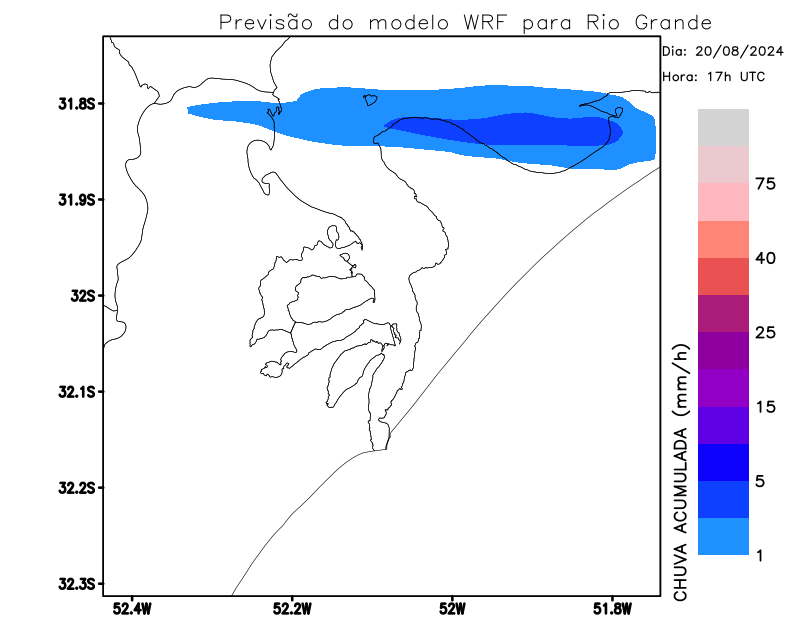 Previsão do modelo WRF para Rio Grande
Dia: 20/08/2024
Hora: 17h UTC
31.8S
31.9S
32S
32.1S
32.2S
32.3S
52.4W
52.2W
52W
51.8W
75
40
25
15
5
1
CHUVA ACUMULADA (mm/h)